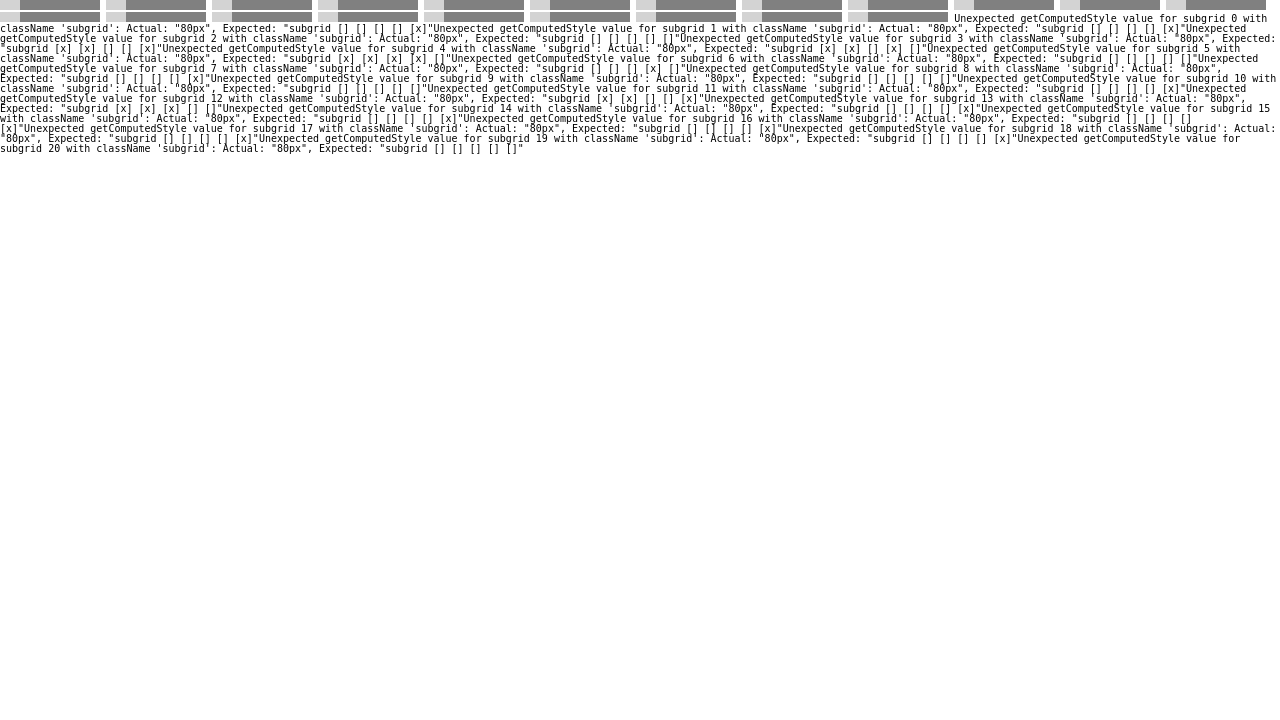 Unexpected getComputedStyle value for subgrid 0 with
className 'subgrid': Actual: "80px", Expected: "subgrid [] [] [] [] [x]"Unexpected getComputedStyle value for subgrid 1 with className 'subgrid': Actual: "80px", Expected: "subgrid [] [] [] [] [x]"Unexpected
getComputedStyle value for subgrid 2 with className 'subgrid': Actual: "80px", Expected: "subgrid [] [] [] [] []"Unexpected getComputedStyle value for subgrid 3 with className 'subgrid': Actual: "80px", Expected:
"subgrid [x] [x] [] [] [x]"Unexpected getComputedStyle value for subgrid 4 with className 'subgrid': Actual: "80px", Expected: "subgrid [x] [x] [] [x] []"Unexpected getComputedStyle value for subgrid 5 with
className 'subgrid': Actual: "80px", Expected: "subgrid [x] [x] [x] [x] []"Unexpected getComputedStyle value for subgrid 6 with className 'subgrid': Actual: "80px", Expected: "subgrid [] [] [] [] []"Unexpected
getComputedStyle value for subgrid 7 with className 'subgrid': Actual: "80px", Expected: "subgrid [] [] [] [x] []"Unexpected getComputedStyle value for subgrid 8 with className 'subgrid': Actual: "80px",
Expected: "subgrid [] [] [] [] [x]"Unexpected getComputedStyle value for subgrid 9 with className 'subgrid': Actual: "80px", Expected: "subgrid [] [] [] [] []"Unexpected getComputedStyle value for subgrid 10 with
className 'subgrid': Actual: "80px", Expected: "subgrid [] [] [] [] []"Unexpected getComputedStyle value for subgrid 11 with className 'subgrid': Actual: "80px", Expected: "subgrid [] [] [] [] [x]"Unexpected
getComputedStyle value for subgrid 12 with className 'subgrid': Actual: "80px", Expected: "subgrid [x] [x] [] [] [x]"Unexpected getComputedStyle value for subgrid 13 with className 'subgrid': Actual: "80px",
Expected: "subgrid [x] [x] [x] [] []"Unexpected getComputedStyle value for subgrid 14 with className 'subgrid': Actual: "80px", Expected: "subgrid [] [] [] [] [x]"Unexpected getComputedStyle value for subgrid 15
with className 'subgrid': Actual: "80px", Expected: "subgrid [] [] [] [] [x]"Unexpected getComputedStyle value for subgrid 16 with className 'subgrid': Actual: "80px", Expected: "subgrid [] [] [] []
[x]"Unexpected getComputedStyle value for subgrid 17 with className 'subgrid': Actual: "80px", Expected: "subgrid [] [] [] [] [x]"Unexpected getComputedStyle value for subgrid 18 with className 'subgrid': Actual:
"80px", Expected: "subgrid [] [] [] [] [x]"Unexpected getComputedStyle value for subgrid 19 with className 'subgrid': Actual: "80px", Expected: "subgrid [] [] [] [] [x]"Unexpected getComputedStyle value for
subgrid 20 with className 'subgrid': Actual: "80px", Expected: "subgrid [] [] [] [] []"